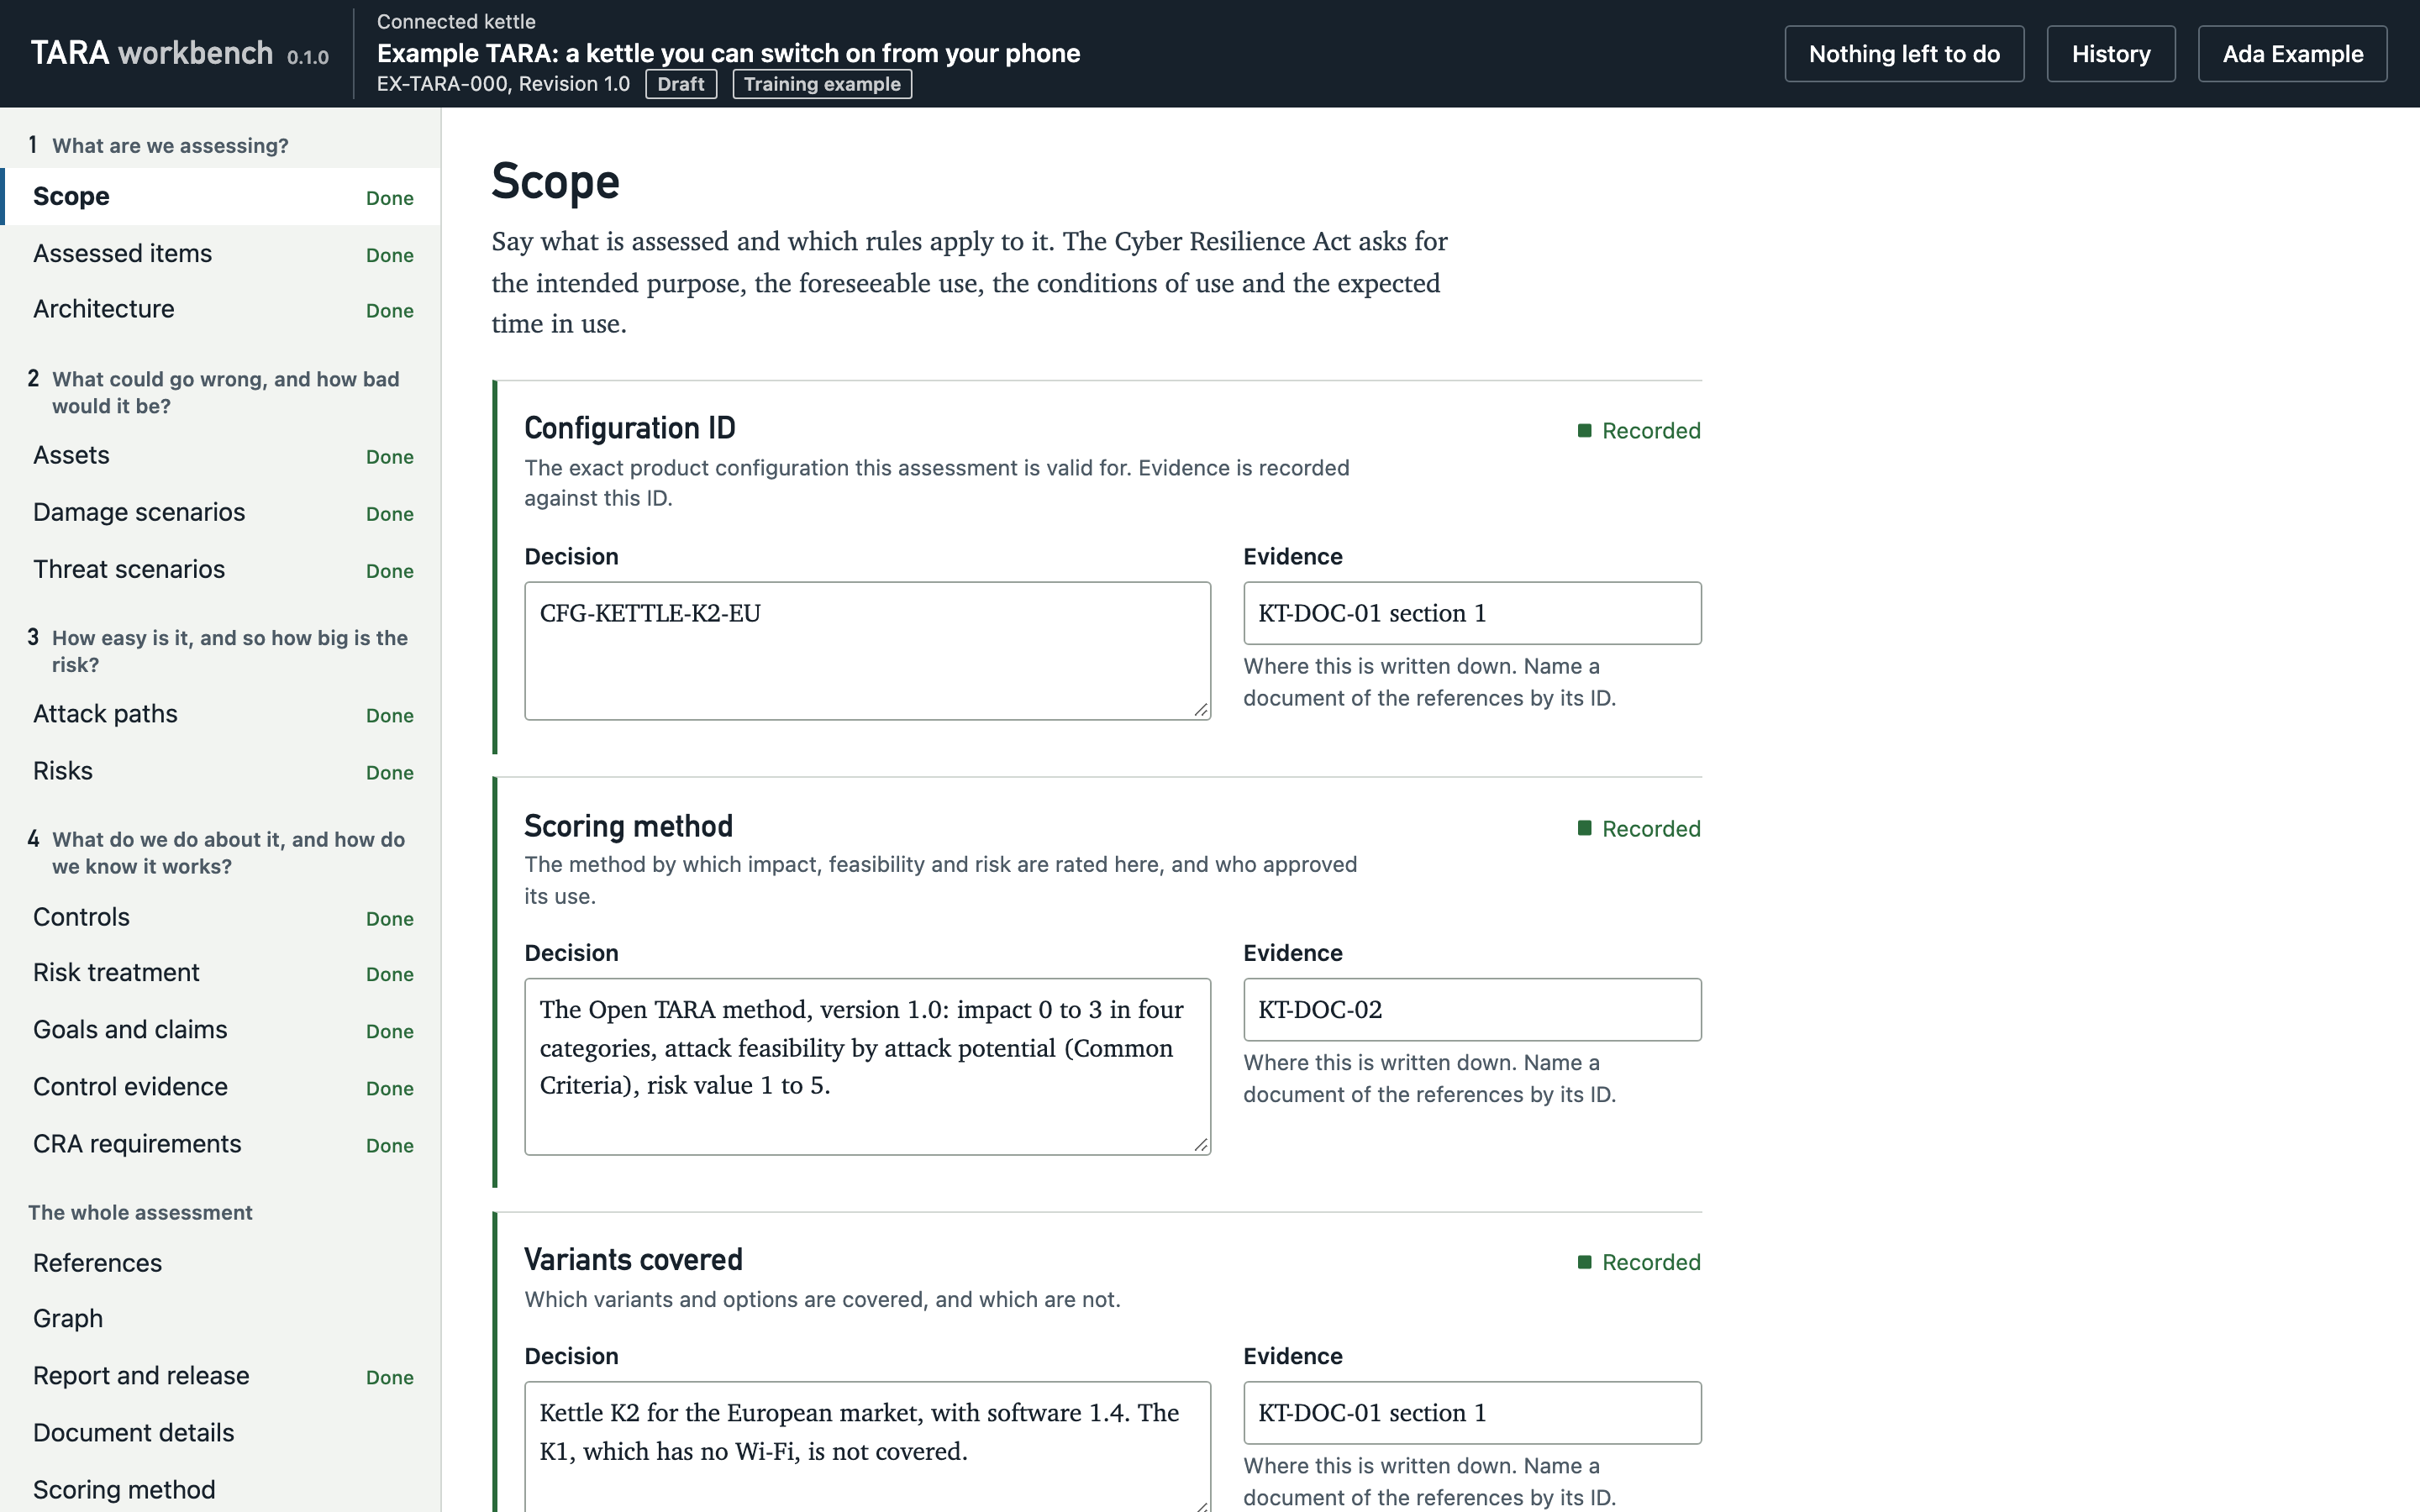 TARA workbench 0.1.0
Connected kettle
Example TARA: a kettle you can switch on from your phone
EX-TARA-000, Revision 1.0 Draft Training example
Nothing left to do
History
Ada Example
1 What are we assessing?
Scope Done
Assessed items Done
Architecture Done
2 What could go wrong, and how bad
would it be?
Assets Done
Damage scenarios Done
Threat scenarios Done
3 How easy is it, and so how big is the
risk?
Attack paths Done
Risks Done
4 What do we do about it, and how do
we know it works?
Controls Done
Risk treatment Done
Goals and claims Done
Control evidence Done
CRA requirements Done
The whole assessment
References
Graph
Report and release Done
Document details
Scoring method
Scope
Say what is assessed and which rules apply to it. The Cyber Resilience Act asks for
the intended purpose, the foreseeable use, the conditions of use and the expected
time in use.
Configuration ID
Recorded
The exact product configuration this assessment is valid for. Evidence is recorded
against this ID.
Decision
CFG-KETTLE-K2-EU
Evidence
KT-DOC-01 section 1
Where this is written down. Name a
document of the references by its ID.
Scoring method
Recorded
The method by which impact, feasibility and risk are rated here, and who approved
its use.
Decision
The Open TARA method, version 1.0: impact 0 to 3 in four
categories, attack feasibility by attack potential (Common
Criteria), risk value 1 to 5.
Evidence
KT-DOC-02
Where this is written down. Name a
document of the references by its ID.
Variants covered
Recorded
Which variants and options are covered, and which are not.
Decision
Kettle K2 for the European market, with software 1.4. The
K1, which has no Wi-Fi, is not covered.
Evidence
KT-DOC-01 section 1
Where this is written down. Name a
document of the references by its ID.